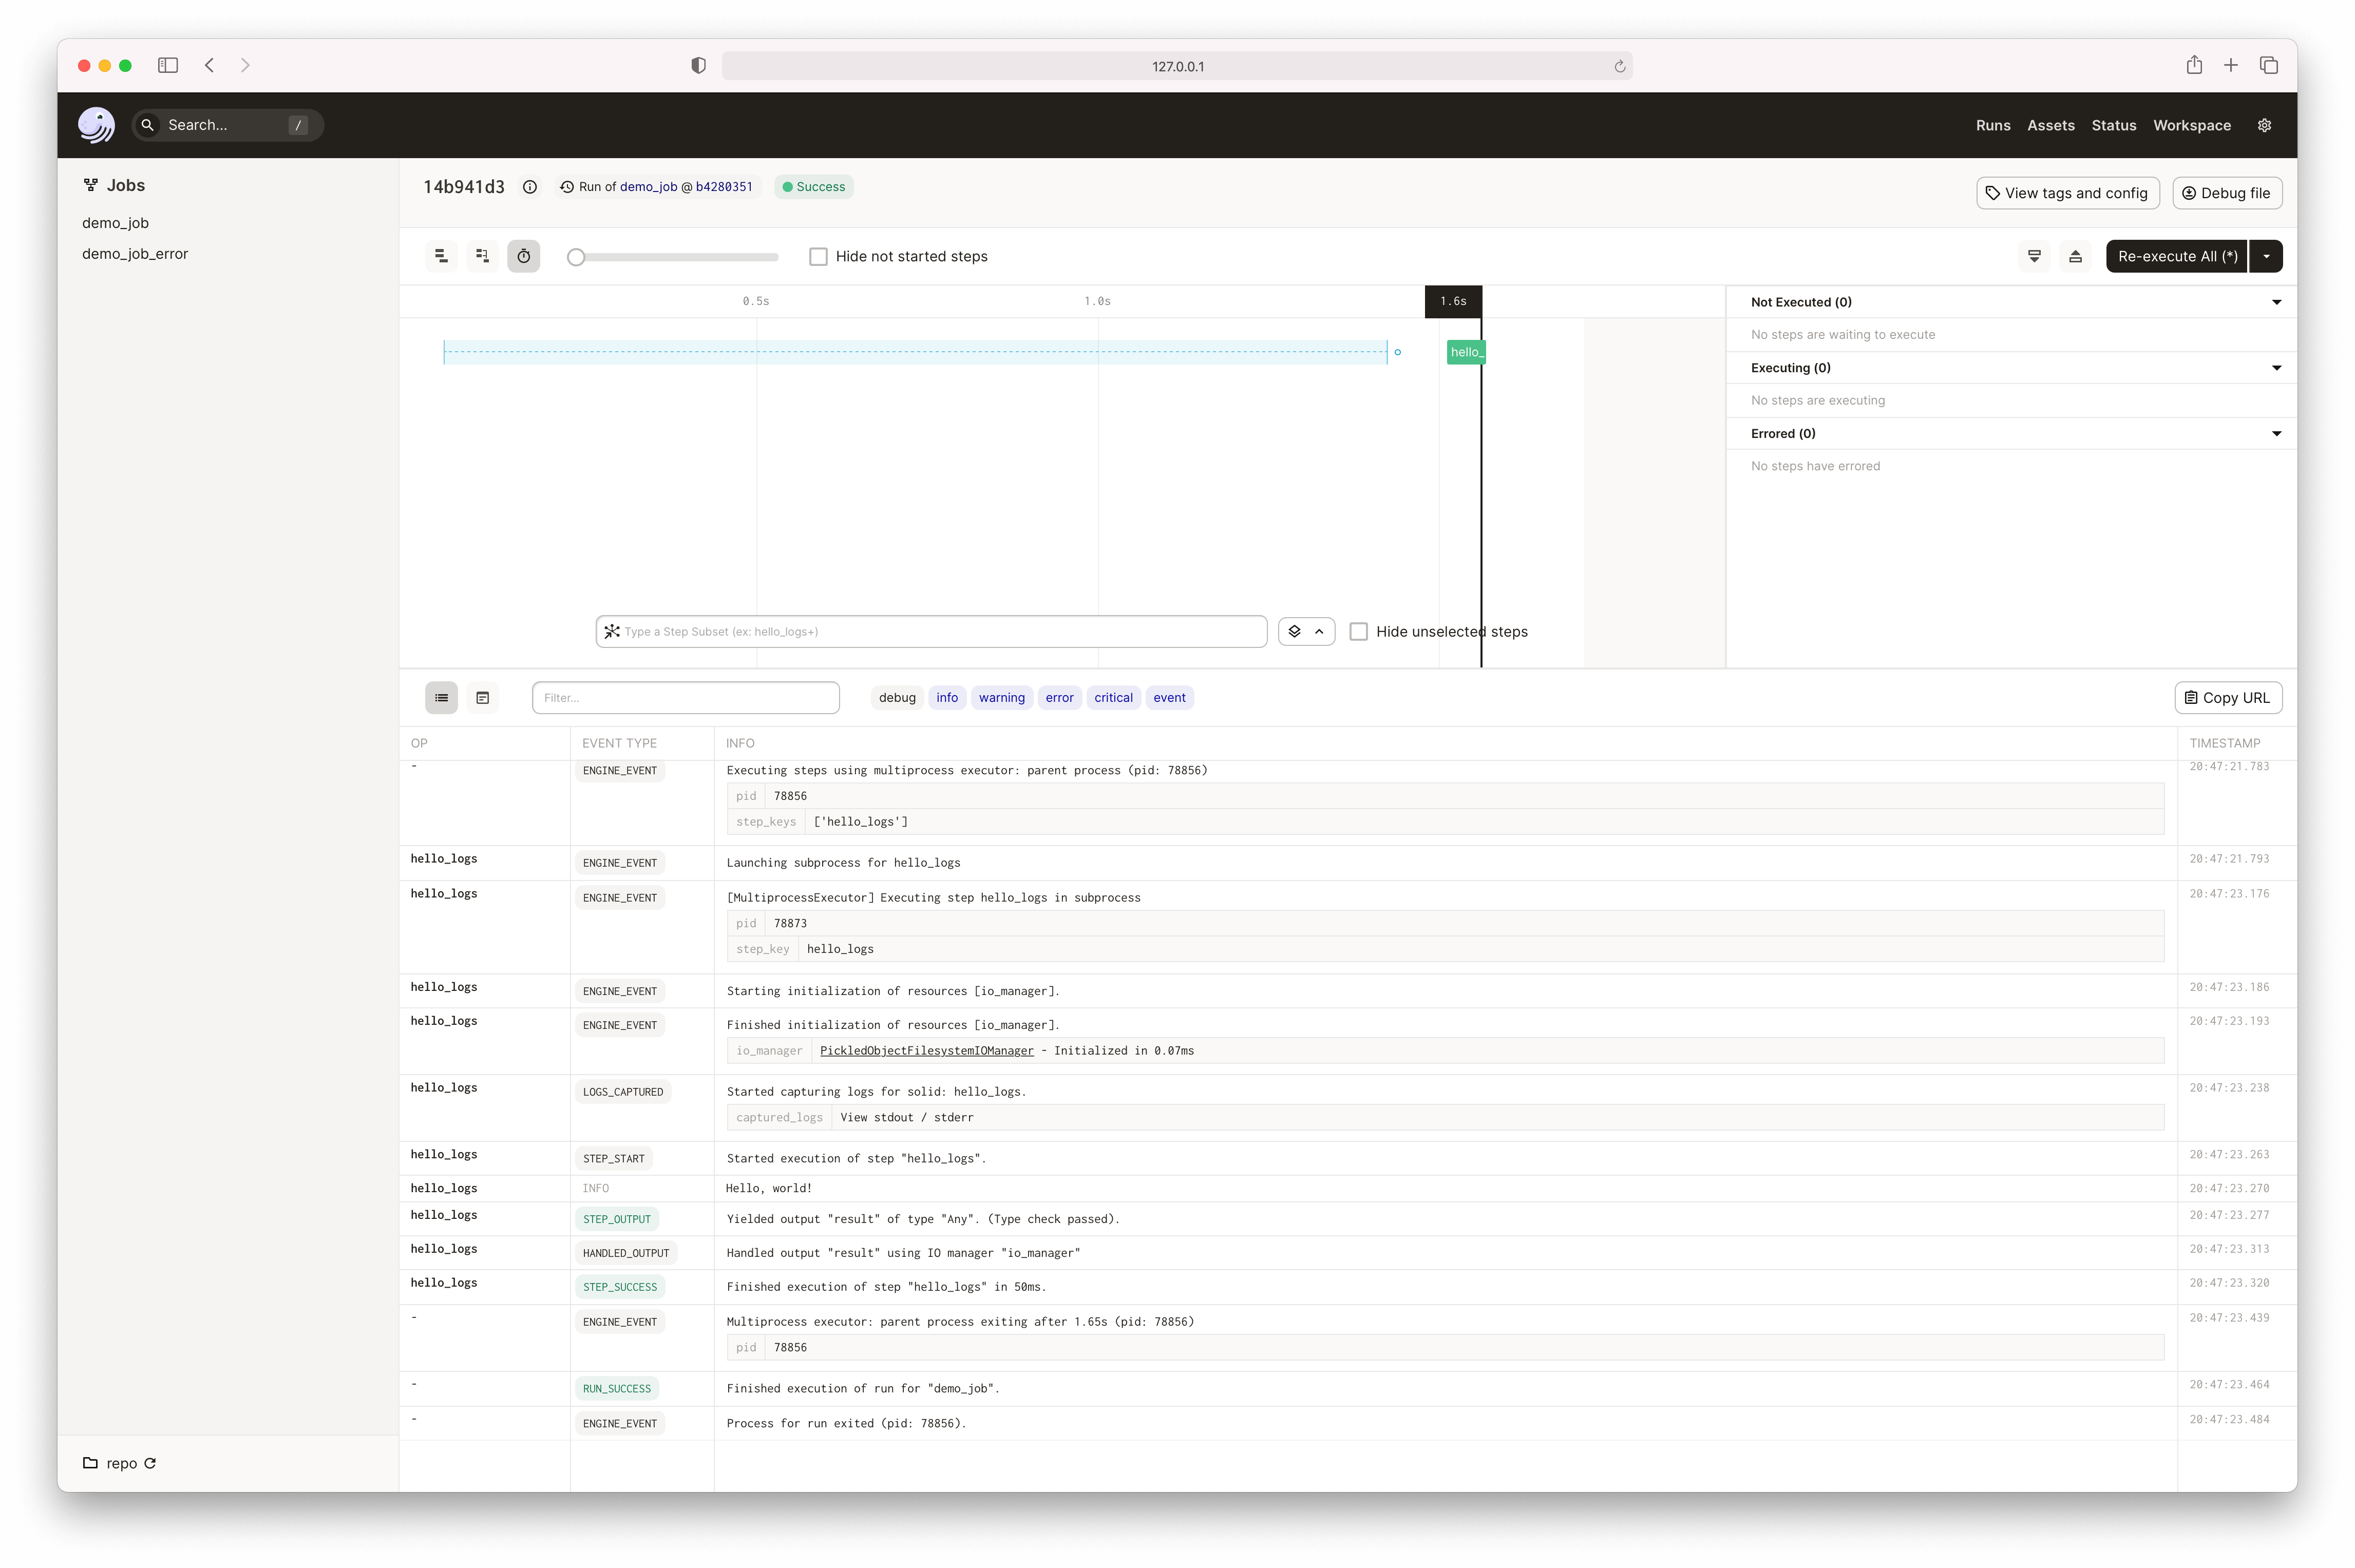 127.0.0.1
Search... /
Runs Assets Status Workspace
Jobs
demo_job
demo_job_error
14b941d3 Run of demo_job @ b4280351 Success
View tags and config Debug file
Hide not started steps
Re-execute All (*)
0.5s 1.0s 1.6s
hello_
Not Executed (0)
No steps are waiting to execute
Executing (0)
No steps are executing
Errored (0)
No steps have errored
Type a Step Subset (ex: hello_logs+)
Hide unselected steps
Filter... debug info warning error critical event Copy URL
OP EVENT TYPE INFO TIMESTAMP
- ENGINE_EVENT Executing steps using multiprocess executor: parent process (pid: 78856) 20:47:21.783
pid 78856
step_keys ['hello_logs']
hello_logs ENGINE_EVENT Launching subprocess for hello_logs 20:47:21.793
hello_logs ENGINE_EVENT [MultiprocessExecutor] Executing step hello_logs in subprocess 20:47:23.176
pid 78873
step_key hello_logs
hello_logs ENGINE_EVENT Starting initialization of resources [io_manager]. 20:47:23.186
hello_logs ENGINE_EVENT Finished initialization of resources [io_manager]. 20:47:23.193
io_manager PickledObjectFilesystemIOManager - Initialized in 0.07ms
hello_logs LOGS_CAPTURED Started capturing logs for solid: hello_logs. 20:47:23.238
captured_logs View stdout / stderr
hello_logs STEP_START Started execution of step "hello_logs". 20:47:23.263
hello_logs INFO Hello, world! 20:47:23.270
hello_logs STEP_OUTPUT Yielded output "result" of type "Any". (Type check passed). 20:47:23.277
hello_logs HANDLED_OUTPUT Handled output "result" using IO manager "io_manager" 20:47:23.313
hello_logs STEP_SUCCESS Finished execution of step "hello_logs" in 50ms. 20:47:23.320
- ENGINE_EVENT Multiprocess executor: parent process exiting after 1.65s (pid: 78856) 20:47:23.439
pid 78856
- RUN_SUCCESS Finished execution of run for "demo_job". 20:47:23.464
- ENGINE_EVENT Process for run exited (pid: 78856). 20:47:23.484
repo